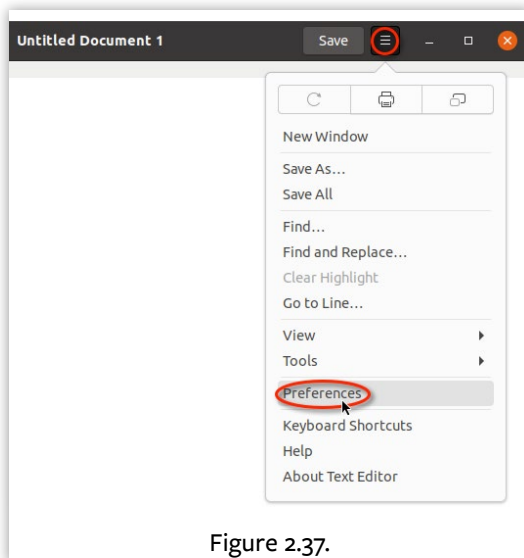 Untitled Document 1 Save
New Window
Save As...
Save All
Find...
Find and Replace...
Clear Highlight
Go to Line...
View
Tools
Preferences
Keyboard Shortcuts
Help
About Text Editor
Figure 2.37.